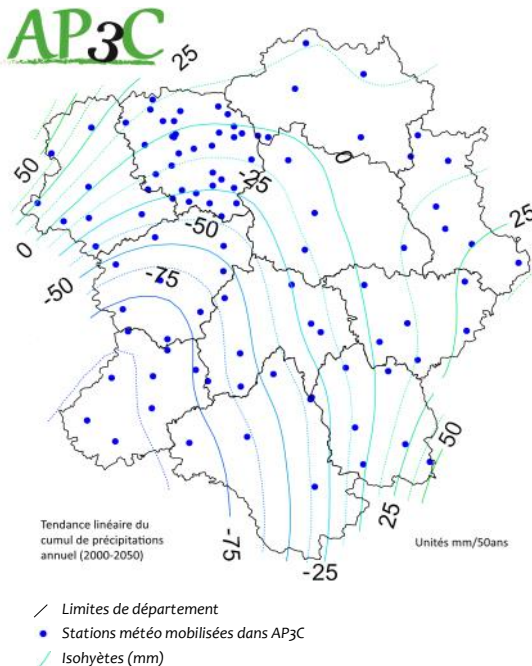 AP3C
25
50
0
0
-25
-50
25
-50
-75
50
25
-75
-25
Tendance linéaire du
cumul de précipitations
annuel (2000-2050)
Unités mm/50ans
Limites de département
Stations météo mobilisées dans AP3C
Isohyètes (mm)